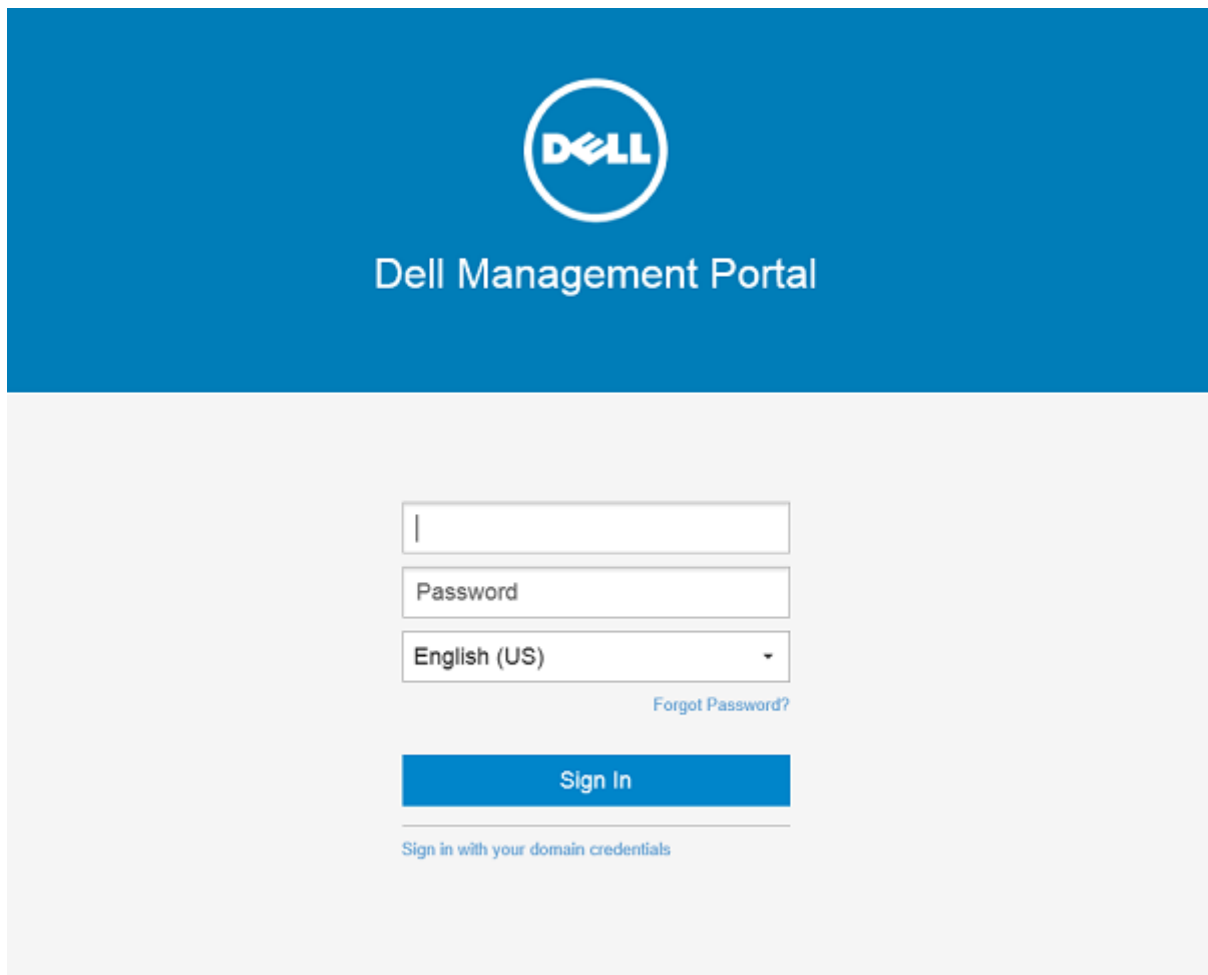 DELL
Dell Management Portal
Password
English (US)
Forgot Password?
Sign In
Sign in with your domain credentials